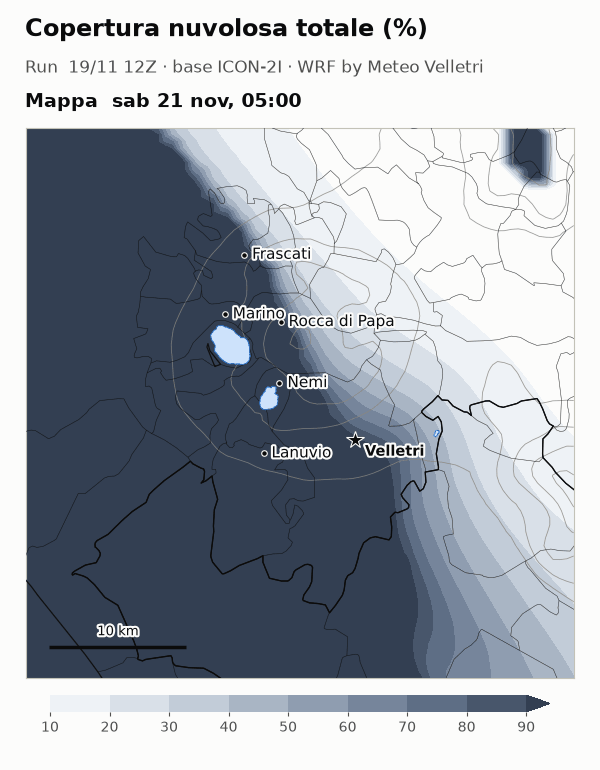 Copertura nuvolosa totale (%)
Run  19/11 12Z · base ICON-2I · WRF by Meteo Velletri
Mappa  sab 21 nov, 05:00
Frascati
Marino
Rocca di Papa
Nemi
Velletri
Lanuvio
10 km
10 20 30 40 50 60 70 80 90